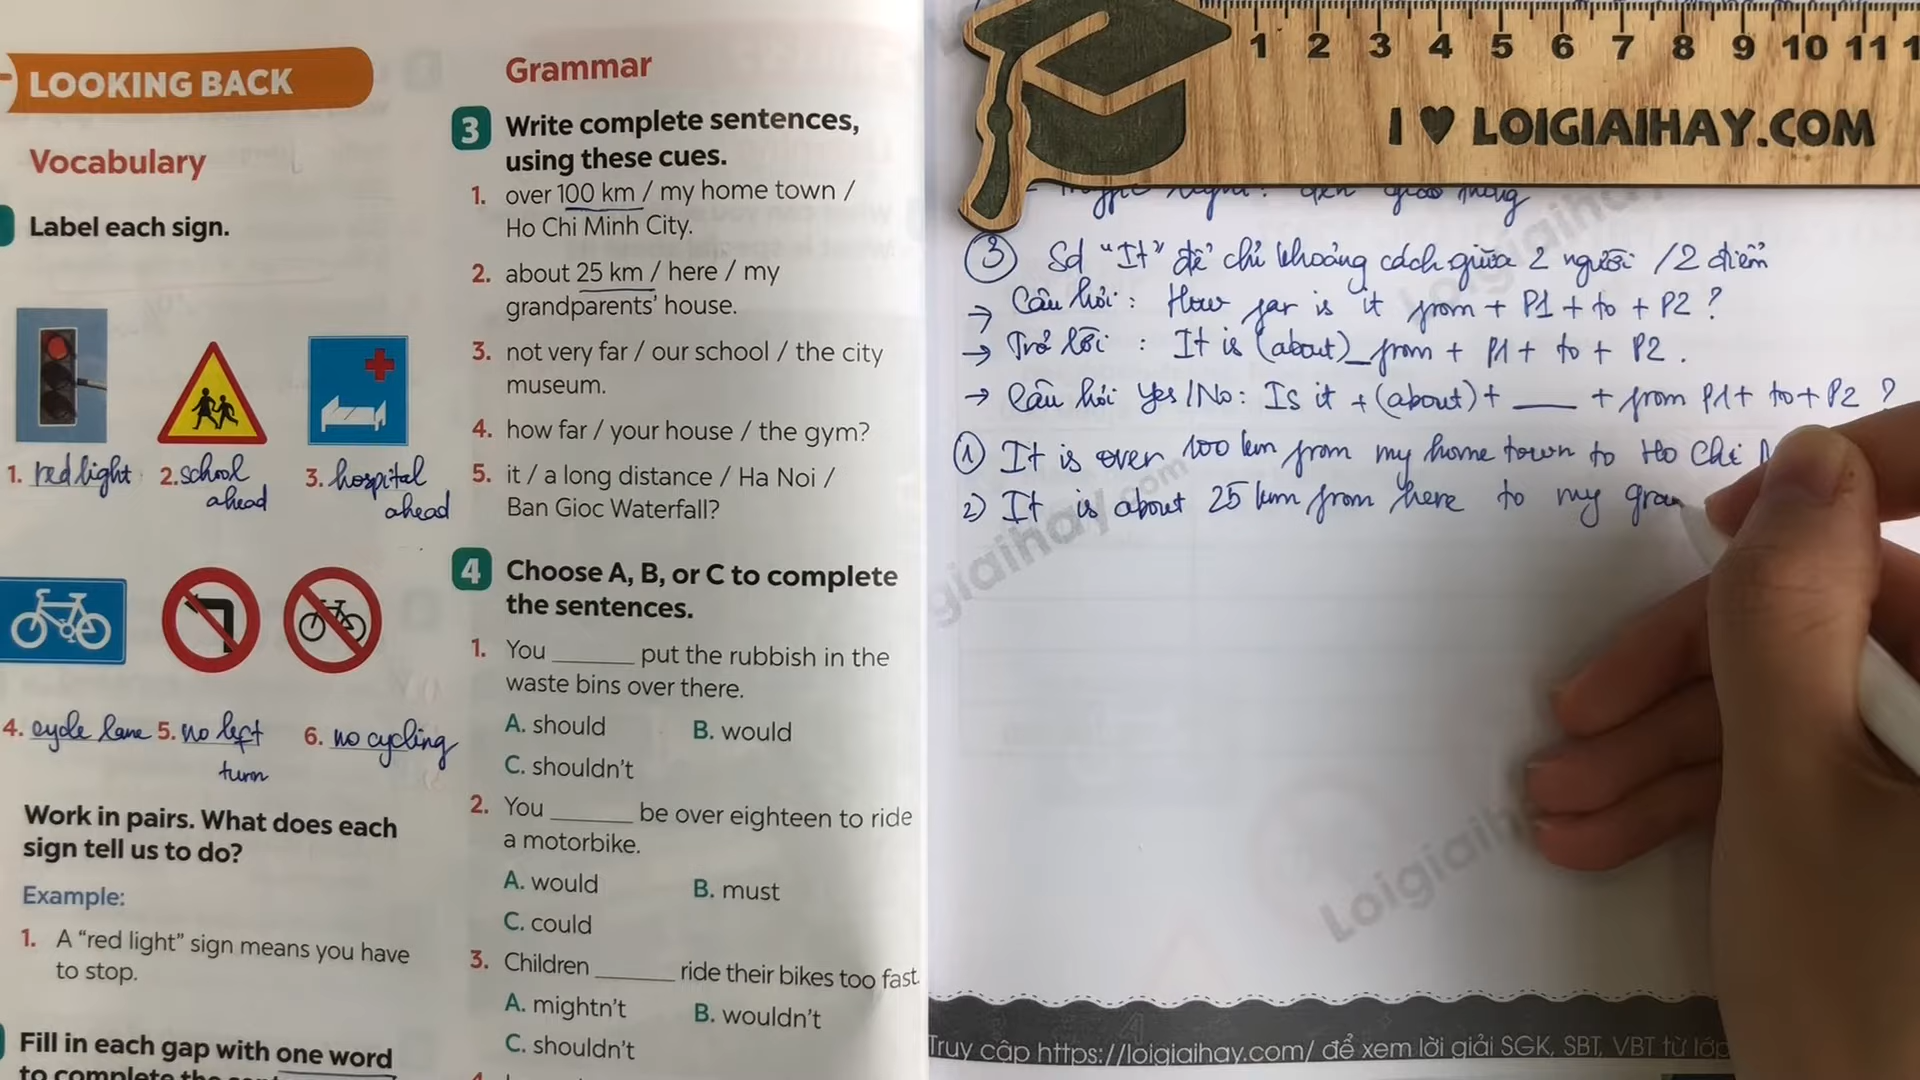 LOOKING BACK
Vocabulary
Label each sign.
1. red light 2. school ahead 3. hospital ahead
4. cycle lane 5. no left turn 6. no cycling
Work in pairs. What does each
sign tell us to do?
Example:
1. A “red light” sign means you have
to stop.
Fill in each gap with one word
to complete the
Grammar
3 Write complete sentences,
using these cues.
1. over 100 km / my home town /
Ho Chi Minh City.
2. about 25 km / here / my
grandparents’ house.
3. not very far / our school / the city
museum.
4. how far / your house / the gym?
5. it / a long distance / Ha Noi /
Ban Gioc Waterfall?
4 Choose A, B, or C to complete
the sentences.
1. You ______ put the rubbish in the
waste bins over there.
A. should B. would
C. shouldn’t
2. You ______ be over eighteen to ride
a motorbike.
A. would B. must
C. could
3. Children ______ ride their bikes too fast.
A. mightn’t B. wouldn’t
C. shouldn’t
1 2 3 4 5 6 7 8 9 10 11 1
I ♥ LOIGIAIHAY.COM
đèn giao thông
3 Sd “It” để chỉ khoảng cách giữa 2 người / 2 điểm
→ Câu hỏi : How far is it from + P1 + to + P2 ?
→ Trả lời : It is (about) _ from + P1 + to + P2 .
→ Câu hỏi Yes/No : Is it + (about) + ___ + from P1 + to + P2 ?
1 It is over 100 km from my home town to Ho Chi
2) It is about 25 km from here to my gran
giaihay.com
Loigiaihay
Loigiaih
Truy cập https://loigiaihay.com/ để xem lời giải SGK, SBT, VBT từ lớp